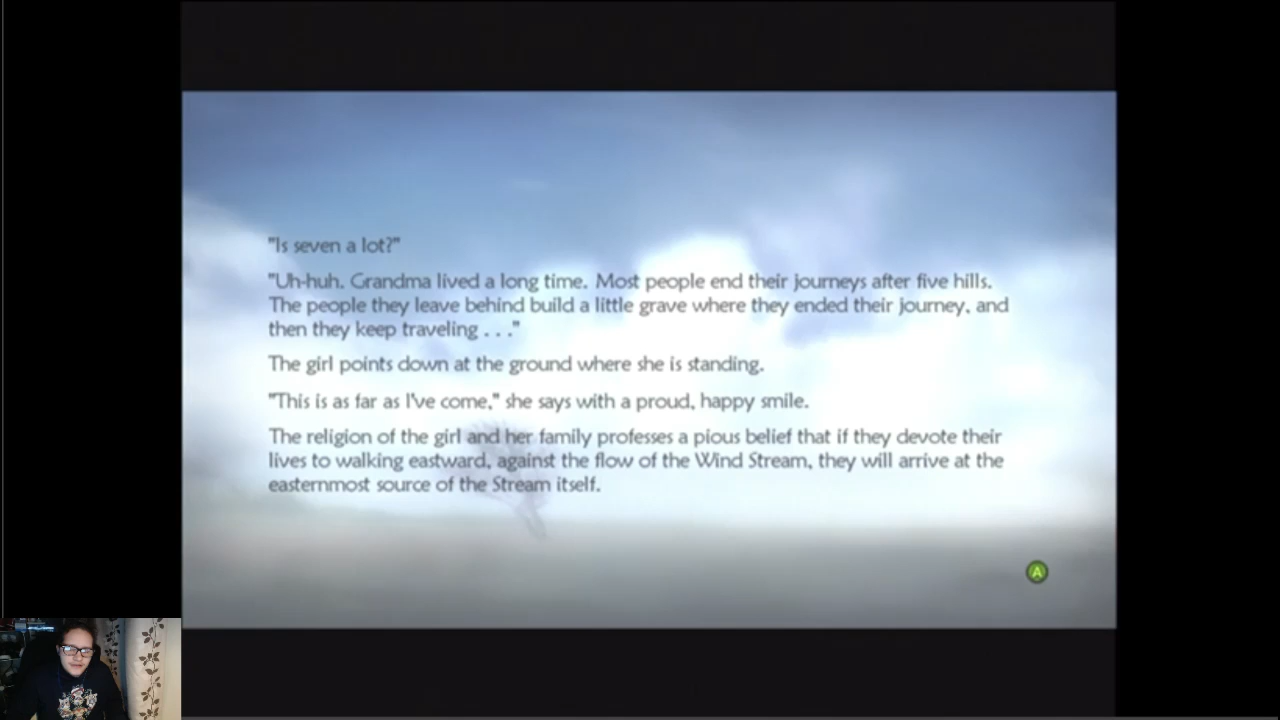 "Is seven a lot?"
"Uh-huh. Grandma lived a long time. Most people end their journeys after five hills.
The people they leave behind build a little grave where they ended their journey, and
then they keep traveling . . ."
The girl points down at the ground where she is standing.
"This is as far as I've come," she says with a proud, happy smile.
The religion of the girl and her family professes a pious belief that if they devote their
lives to walking eastward, against the flow of the Wind Stream, they will arrive at the
easternmost source of the Stream itself.
A